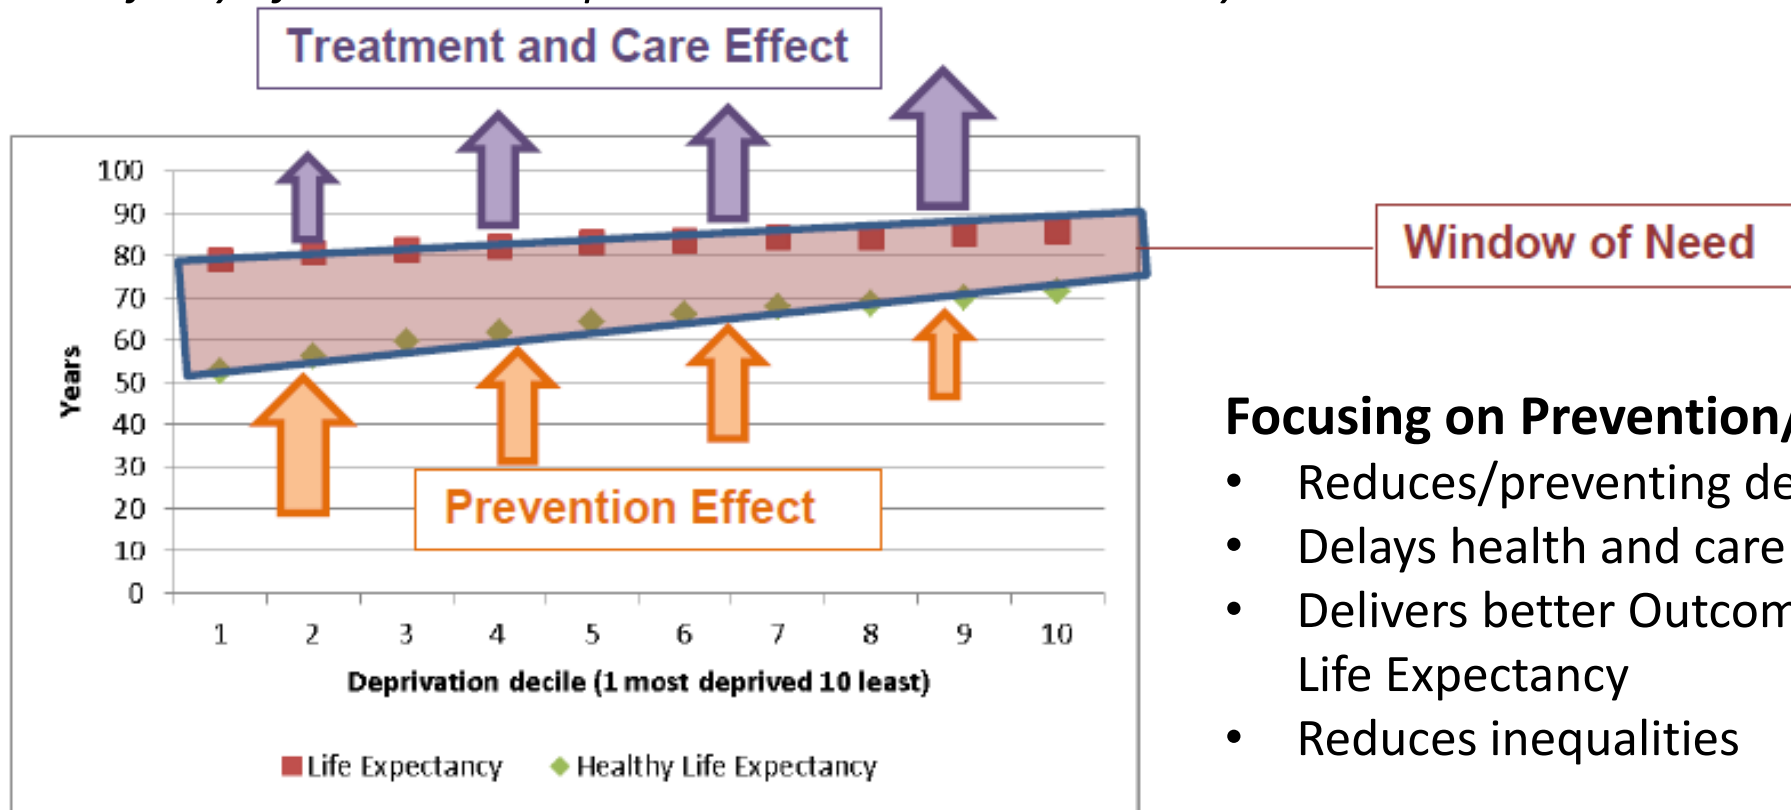 Treatment and Care Effect
100
90
80
70
60
50
40
30
20
10
0
Years
1 2 3 4 5 6 7 8 9 10
Deprivation decile (1 most deprived 10 least)
Life Expectancy Healthy Life Expectancy
Prevention Effect
Window of Need
Focusing on Prevention/
• Reduces/preventing de
• Delays health and care
• Delivers better Outcom
Life Expectancy
• Reduces inequalities